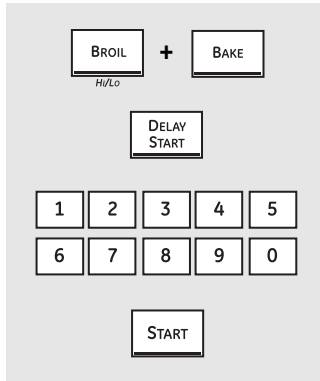 BROIL + BAKE
HI/LO
DELAY
START
1 2 3 4 5
6 7 8 9 0
START